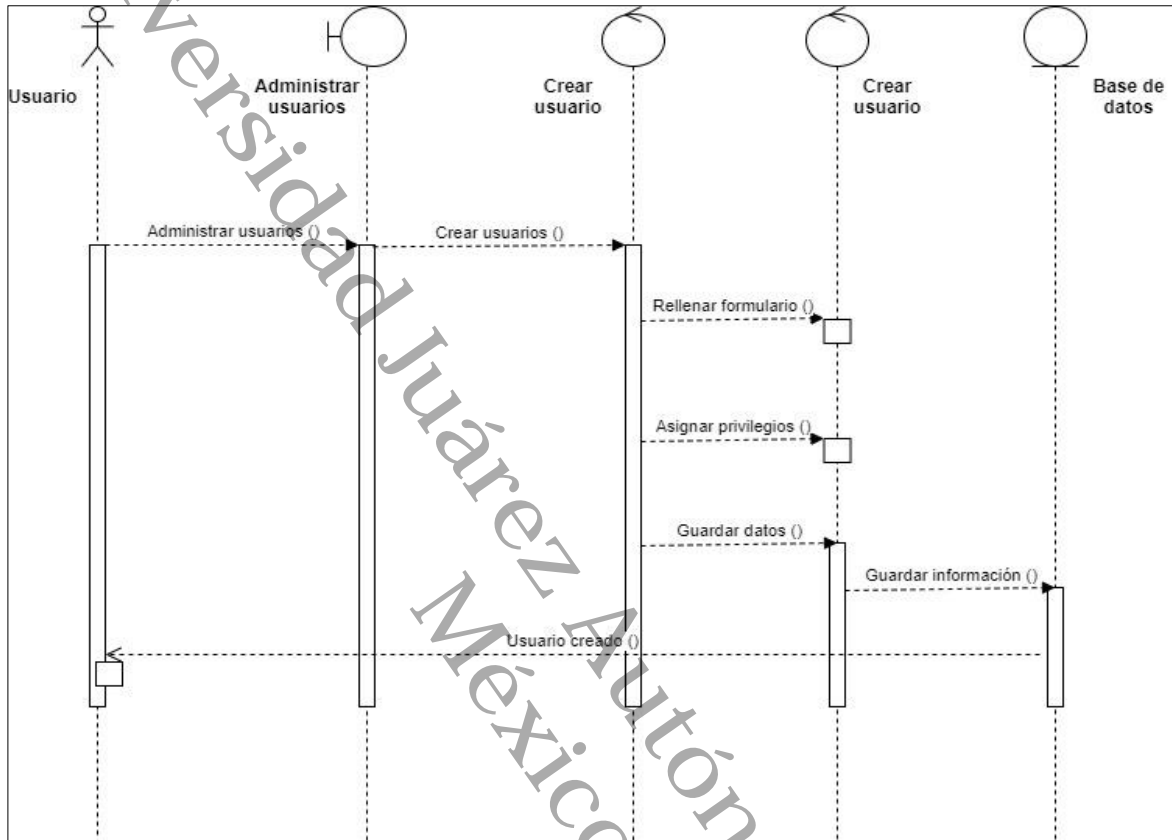 Usuario
Administrar
usuarios
Crear
usuario
Crear
usuario
Base de
datos
Administrar usuarios ()
Crear usuarios ()
Rellenar formulario ()
Asignar privilegios ()
Guardar datos ()
Guardar información ()
Usuario creado ()
versidad Juárez Autón
México